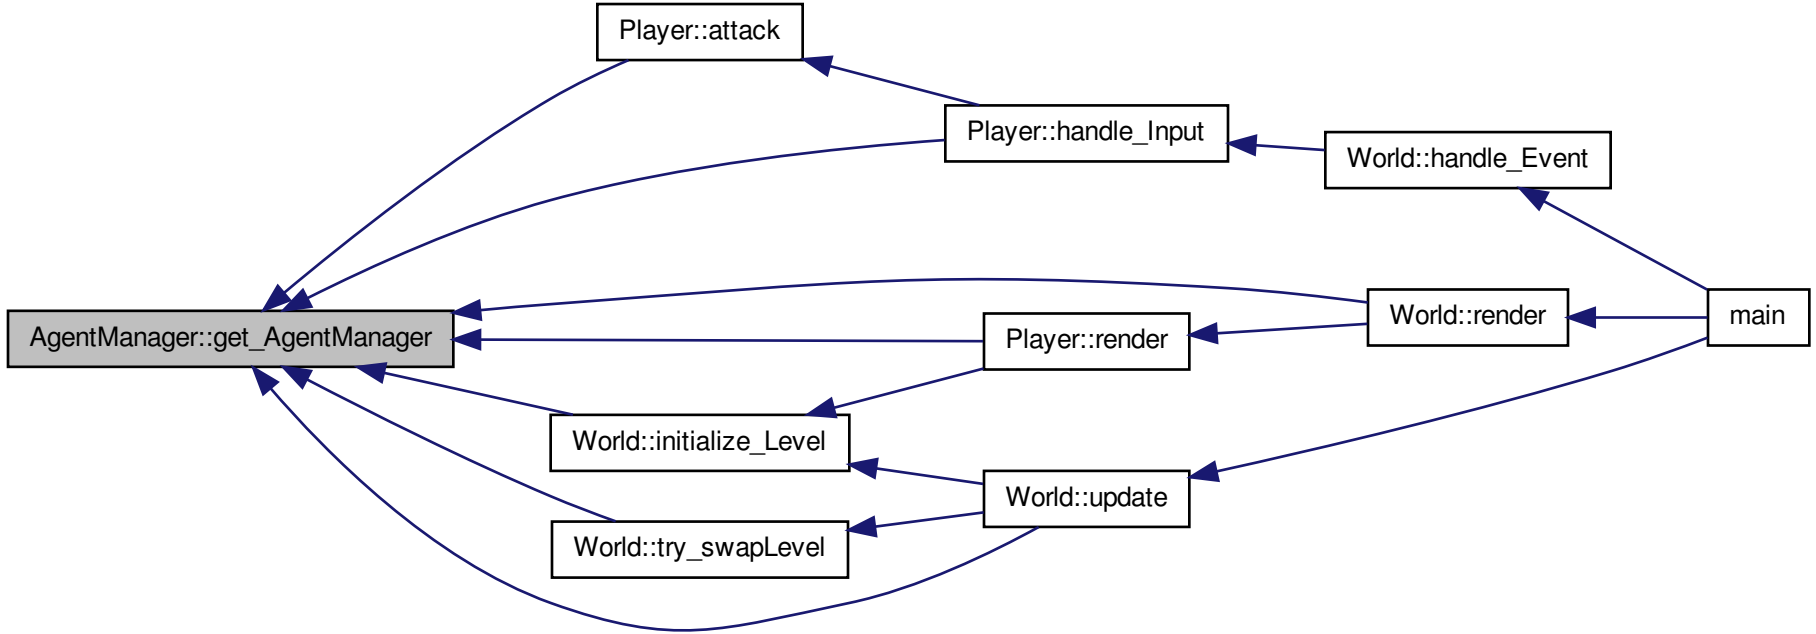 Player::attack
Player::handle_Input
World::handle_Event
AgentManager::get_AgentManager
World::render
main
Player::render
World::initialize_Level
World::update
World::try_swapLevel